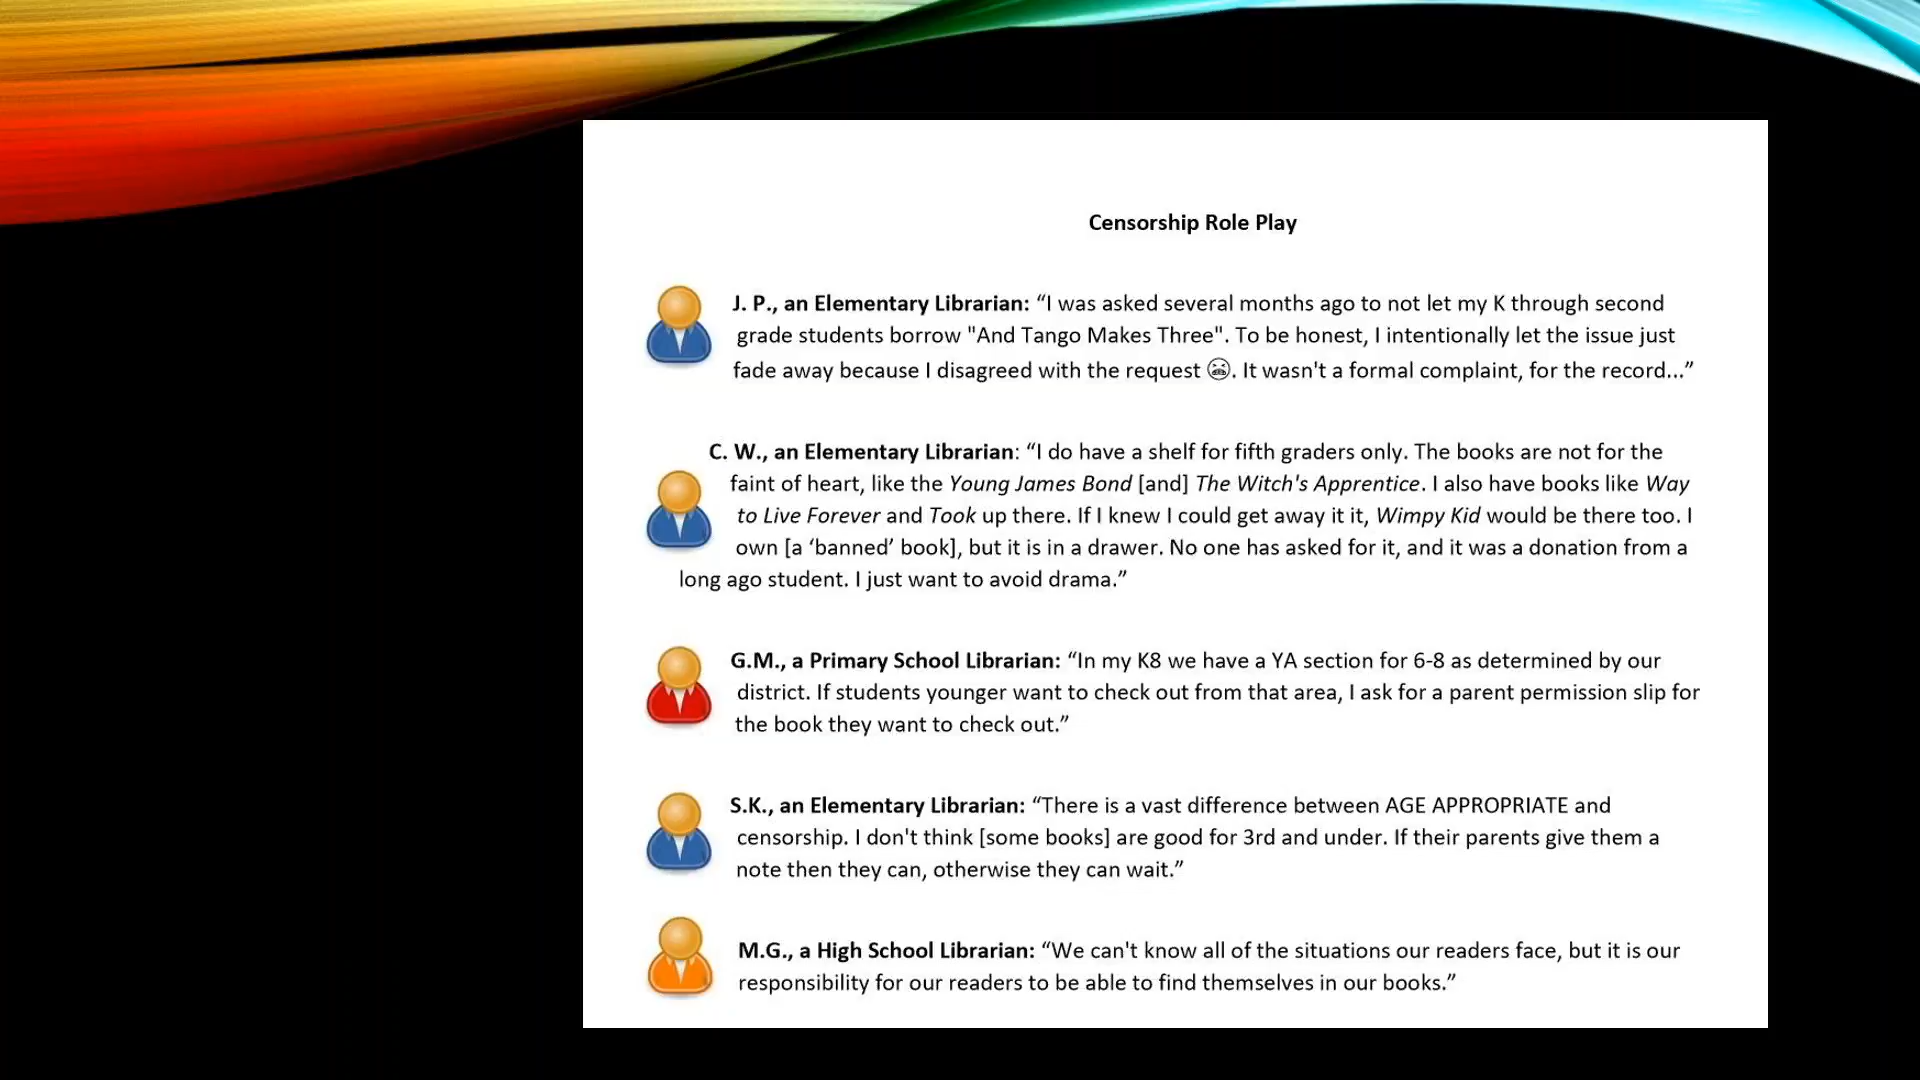 Censorship Role Play
J. P., an Elementary Librarian: “I was asked several months ago to not let my K through second
grade students borrow "And Tango Makes Three". To be honest, I intentionally let the issue just
fade away because I disagreed with the request 😬. It wasn't a formal complaint, for the record...”
C. W., an Elementary Librarian: “I do have a shelf for fifth graders only. The books are not for the
faint of heart, like the Young James Bond [and] The Witch's Apprentice. I also have books like Way
to Live Forever and Took up there. If I knew I could get away it it, Wimpy Kid would be there too. I
own [a ‘banned’ book], but it is in a drawer. No one has asked for it, and it was a donation from a
long ago student. I just want to avoid drama.”
G.M., a Primary School Librarian: “In my K8 we have a YA section for 6-8 as determined by our
district. If students younger want to check out from that area, I ask for a parent permission slip for
the book they want to check out.”
S.K., an Elementary Librarian: “There is a vast difference between AGE APPROPRIATE and
censorship. I don't think [some books] are good for 3rd and under. If their parents give them a
note then they can, otherwise they can wait.”
M.G., a High School Librarian: “We can't know all of the situations our readers face, but it is our
responsibility for our readers to be able to find themselves in our books.”